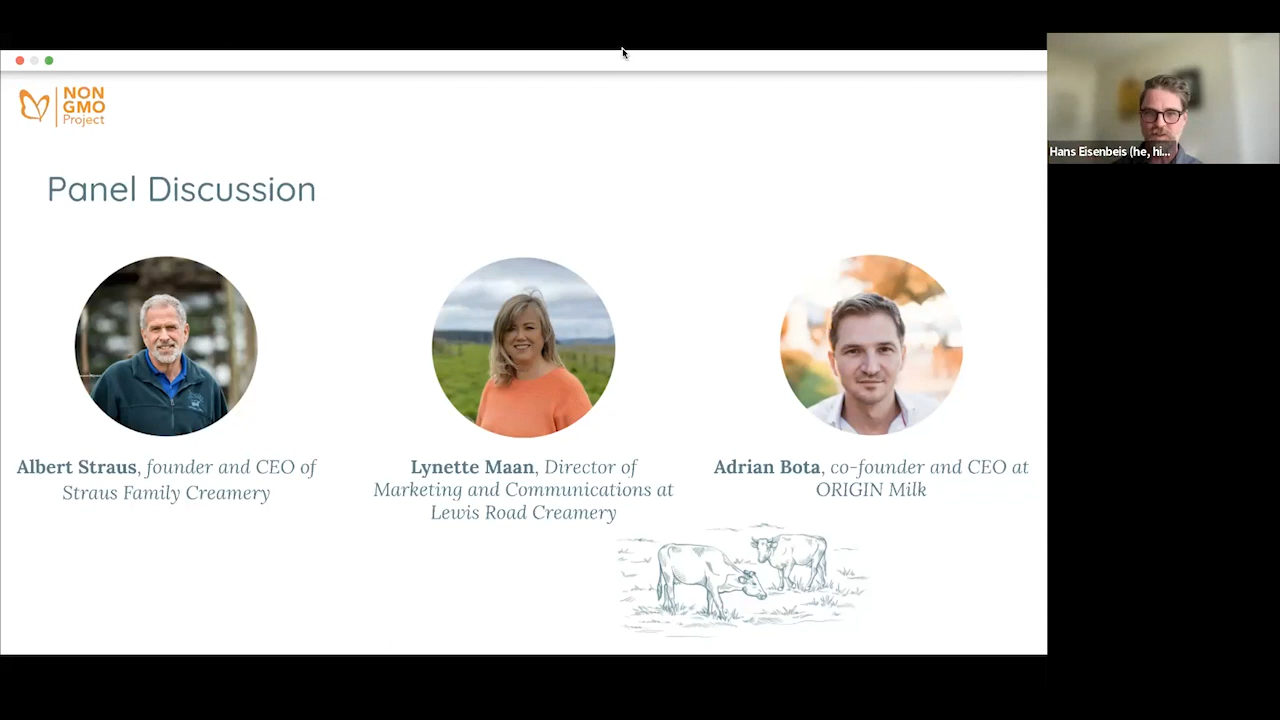 NON
GMO
Project
Hans Eisenbeis (he, hi...
Panel Discussion
Albert Straus, founder and CEO of
Straus Family Creamery
Lynette Maan, Director of
Marketing and Communications at
Lewis Road Creamery
Adrian Bota, co-founder and CEO at
ORIGIN Milk